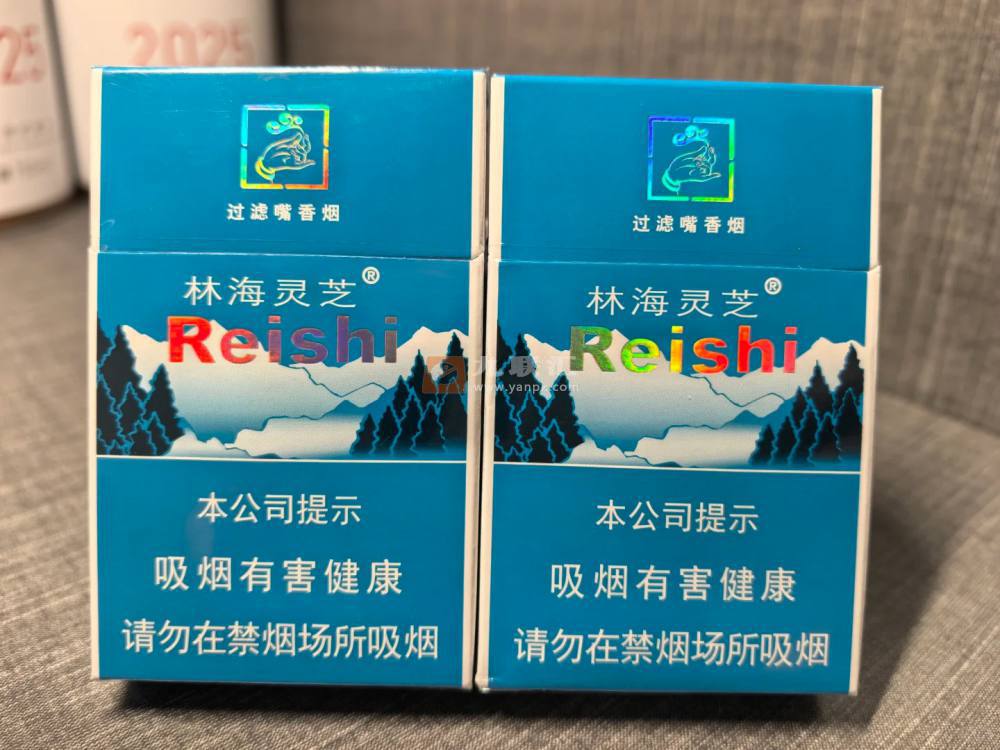 2025
过滤嘴香烟
林海灵芝®
Reishi
本公司提示
吸烟有害健康
请勿在禁烟场所吸烟
过滤嘴香烟
林海灵芝®
Reishi
本公司提示
吸烟有害健康
请勿在禁烟场所吸烟